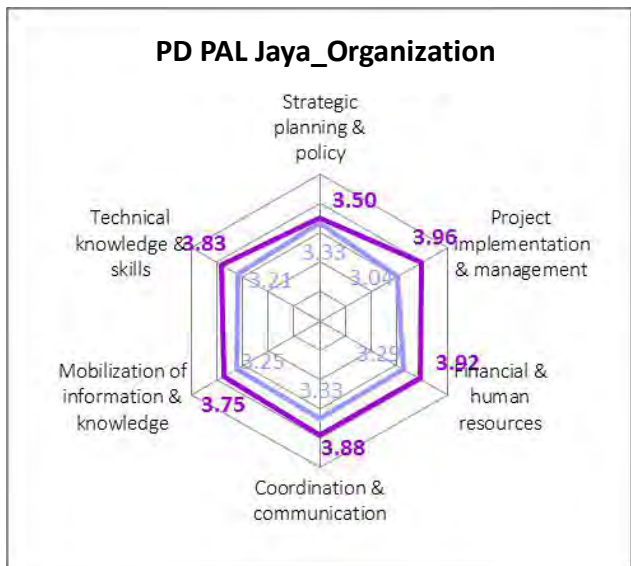 PD PAL Jaya_Organization
Strategic
planning &
policy
3.50
Technical
knowledge &
skills
3.83
3.96
Project
implementation
& management
3.33
3.21
3.04
3.25
3.29
3.33
Mobilization of
information &
knowledge
3.75
3.92
Financial &
human
resources
3.88
Coordination &
communication